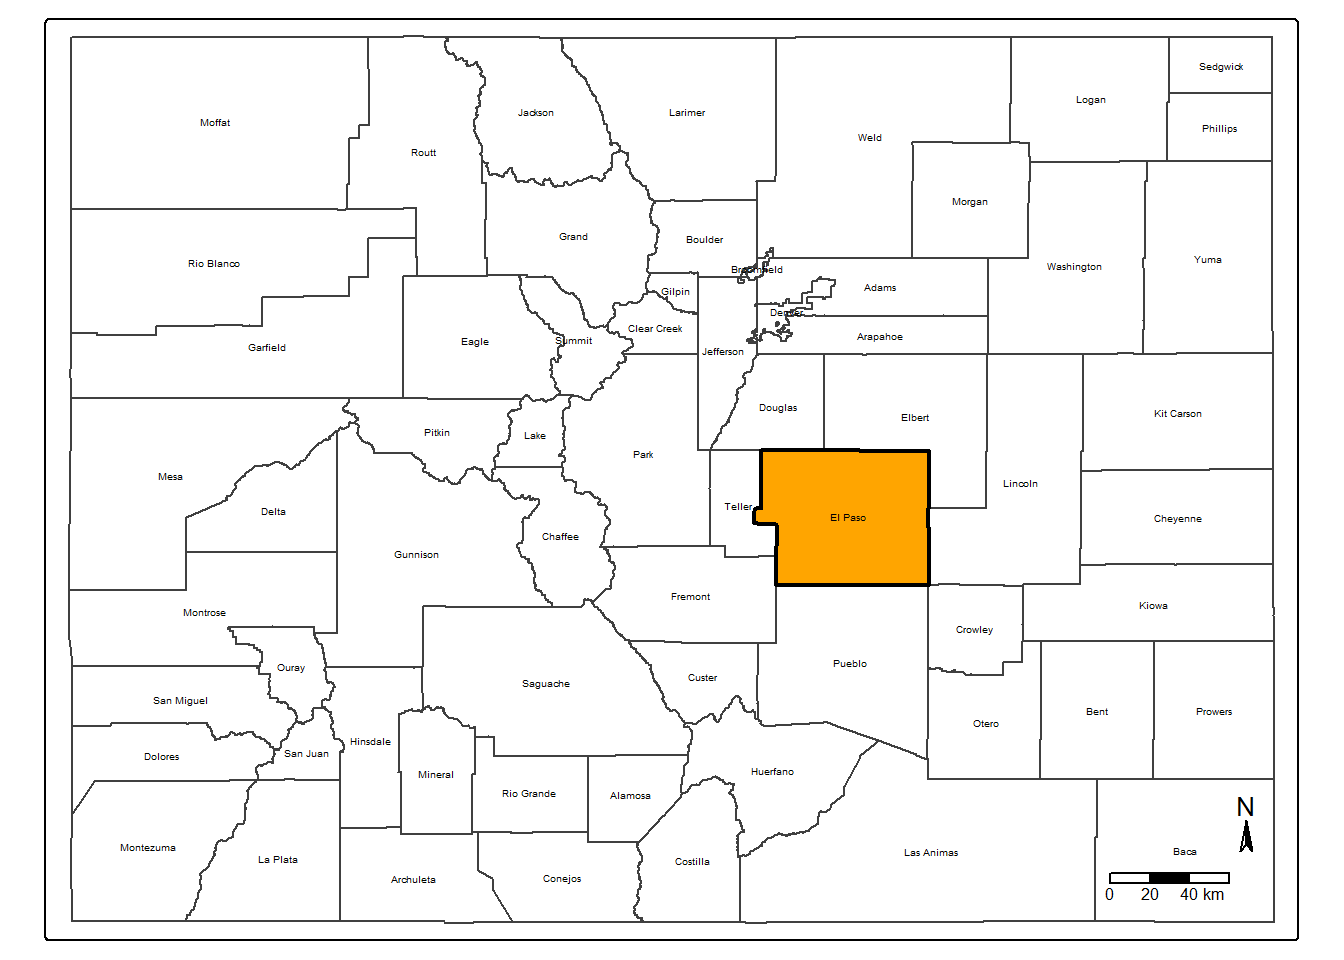 Sedgwick
Logan
Moffat
Jackson
Larimer
Phillips
Weld
Routt
Morgan
Grand
Boulder
Rio Blanco
Yuma
Washington
Broomfield
Adams
Gilpin
Denver
Clear Creek
Arapahoe
Eagle
Summit
Garfield
Jefferson
Douglas
Kit Carson
Elbert
Pitkin
Lake
Park
Mesa
Lincoln
Teller
Delta
El Paso
Cheyenne
Chaffee
Gunnison
Fremont
Kiowa
Montrose
Crowley
Pueblo
Ouray
Custer
Saguache
San Miguel
Bent
Prowers
Otero
Hinsdale
San Juan
Dolores
Huerfano
Mineral
Rio Grande
Alamosa
N
Montezuma
Baca
Las Animas
La Plata
Costilla
Archuleta
Conejos
0 20 40 km